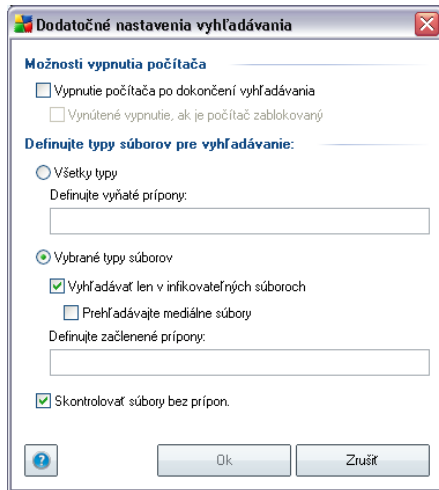 Dodatočné nastavenia vyhľadávania
Možnosti vypnutia počítača
Vypnutie počítača po dokončení vyhľadávania
Vynútené vypnutie, ak je počítač zablokovaný
Definujte typy súborov pre vyhľadávanie:
Všetky typy
Definujte vyňaté prípony:
Vybrané typy súborov
Vyhľadávať len v infikovateľných súboroch
Prehľadávajte mediálne súbory
Definujte začlenené prípony:
Skontrolovať súbory bez prípon.
Ok
Zrušiť